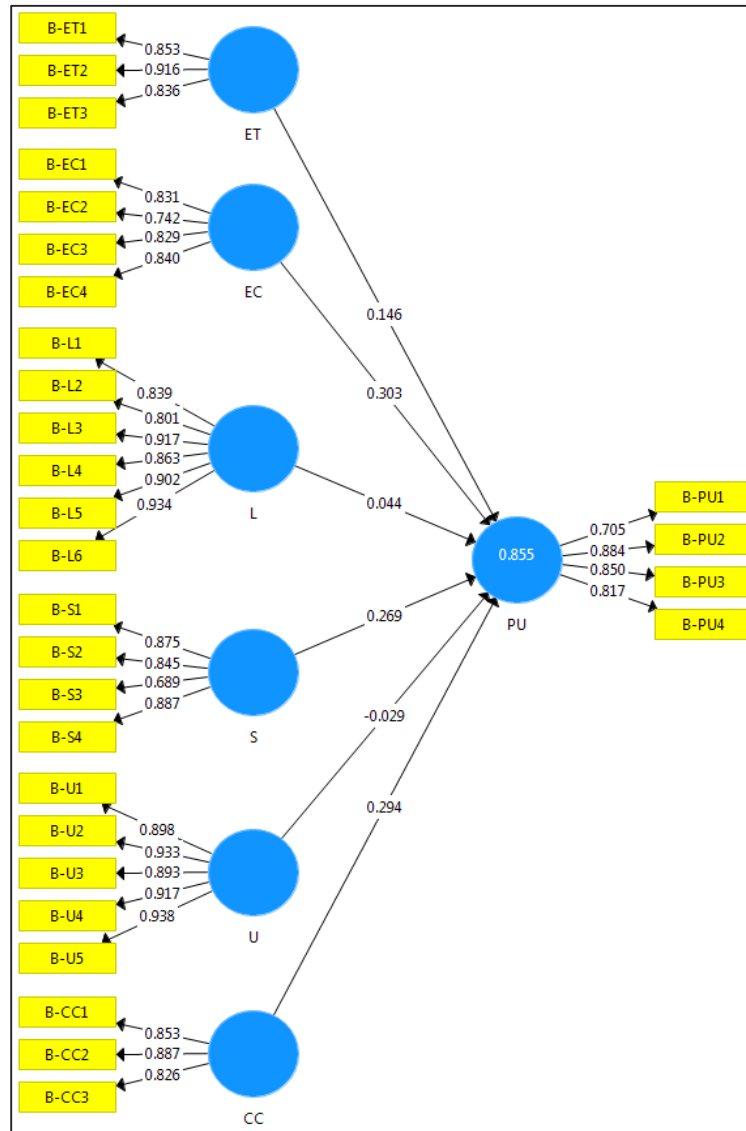 B-ET1
0.853
B-ET2
0.916
B-ET3
0.836
ET
B-EC1
0.831
B-EC2
0.742
B-EC3
0.829
B-EC4
0.840
EC
0.146
0.303
B-L1
0.839
B-L2
0.801
B-L3
0.917
B-L4
0.863
B-L5
0.902
B-L6
0.934
L
0.044
B-S1
0.875
B-S2
0.845
B-S3
0.689
B-S4
0.887
S
0.269
-0.029
B-U1
0.898
B-U2
0.933
B-U3
0.893
B-U4
0.917
B-U5
0.938
U
0.294
B-CC1
0.853
B-CC2
0.887
B-CC3
0.826
CC
0.855
PU
B-PU1
0.705
B-PU2
0.884
B-PU3
0.850
B-PU4
0.817